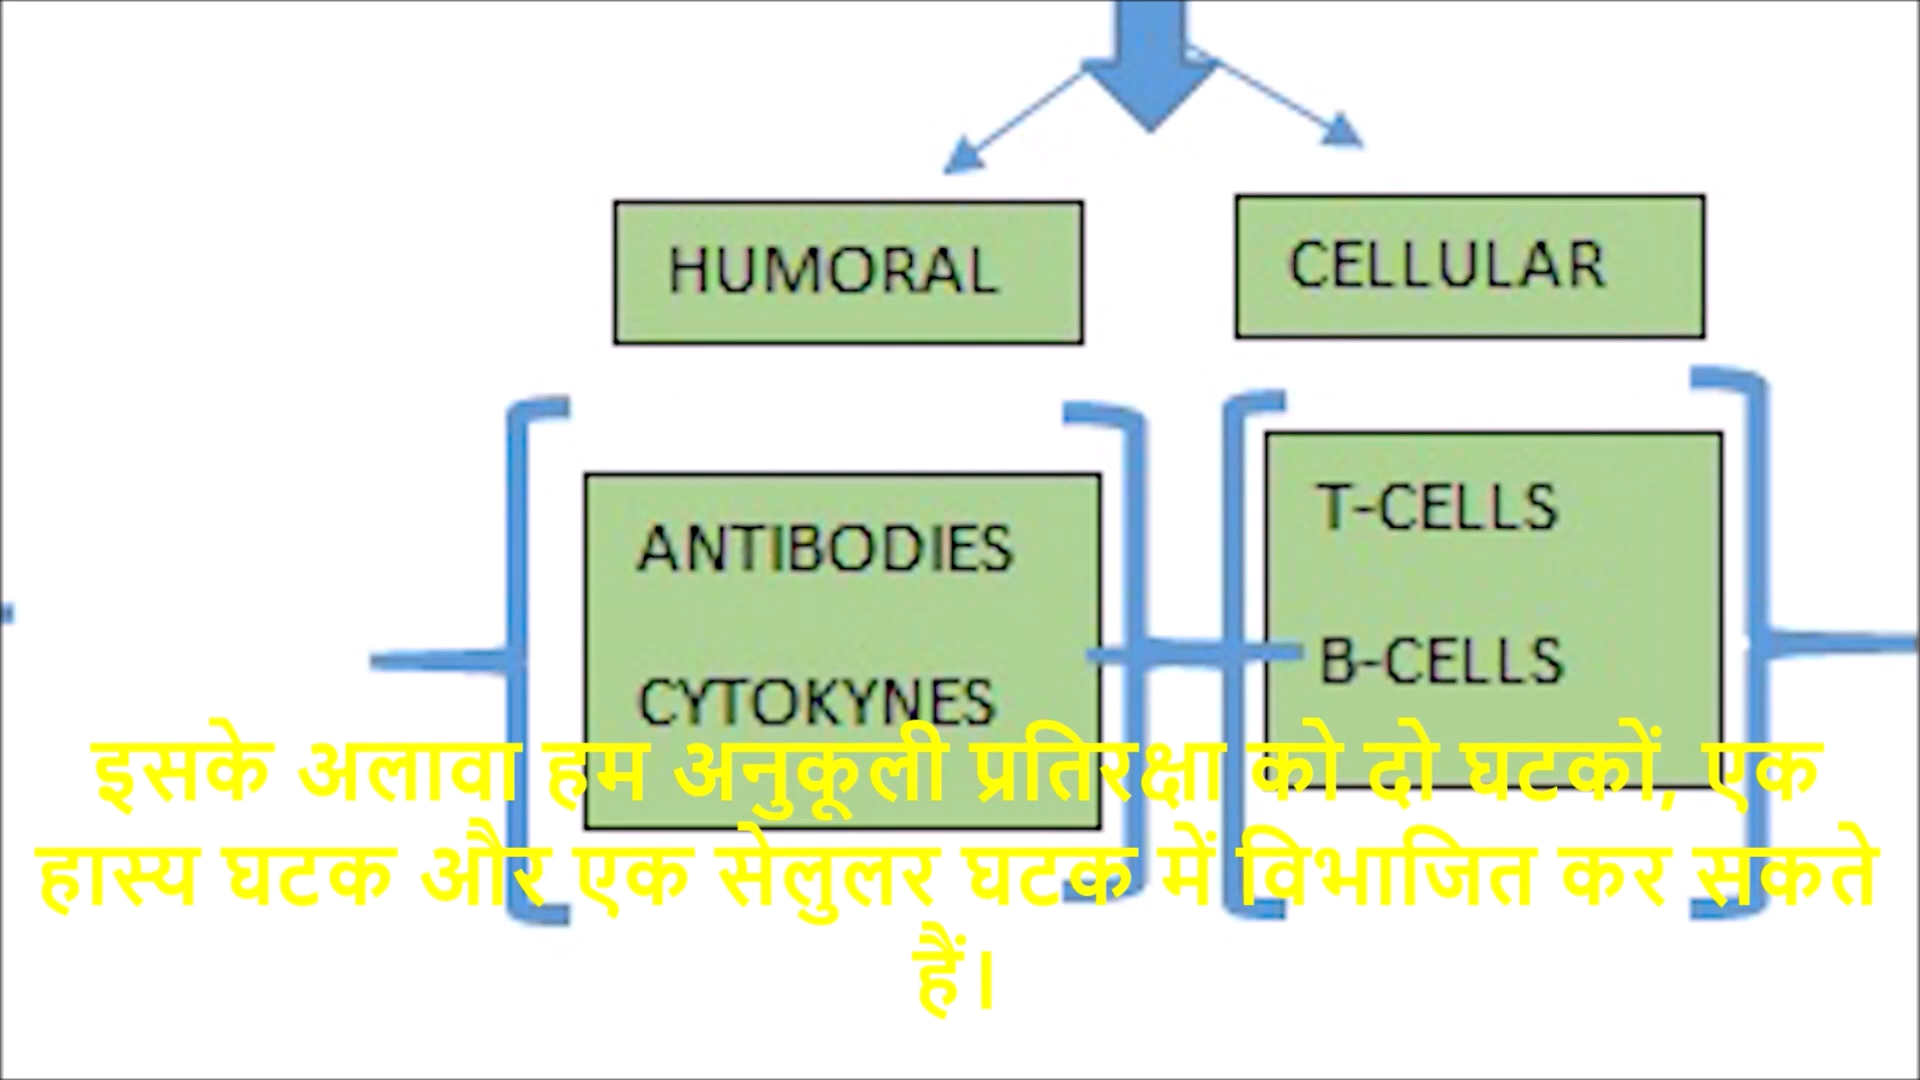 HUMORAL
CELLULAR
ANTIBODIES
CYTOKYNES
T-CELLS
B-CELLS
इसके अलावा हम अनुकूली प्रतिरक्षा को दो घटकों, एक
हास्य घटक और एक सेलुलर घटक में विभाजित कर सकते
हैं।